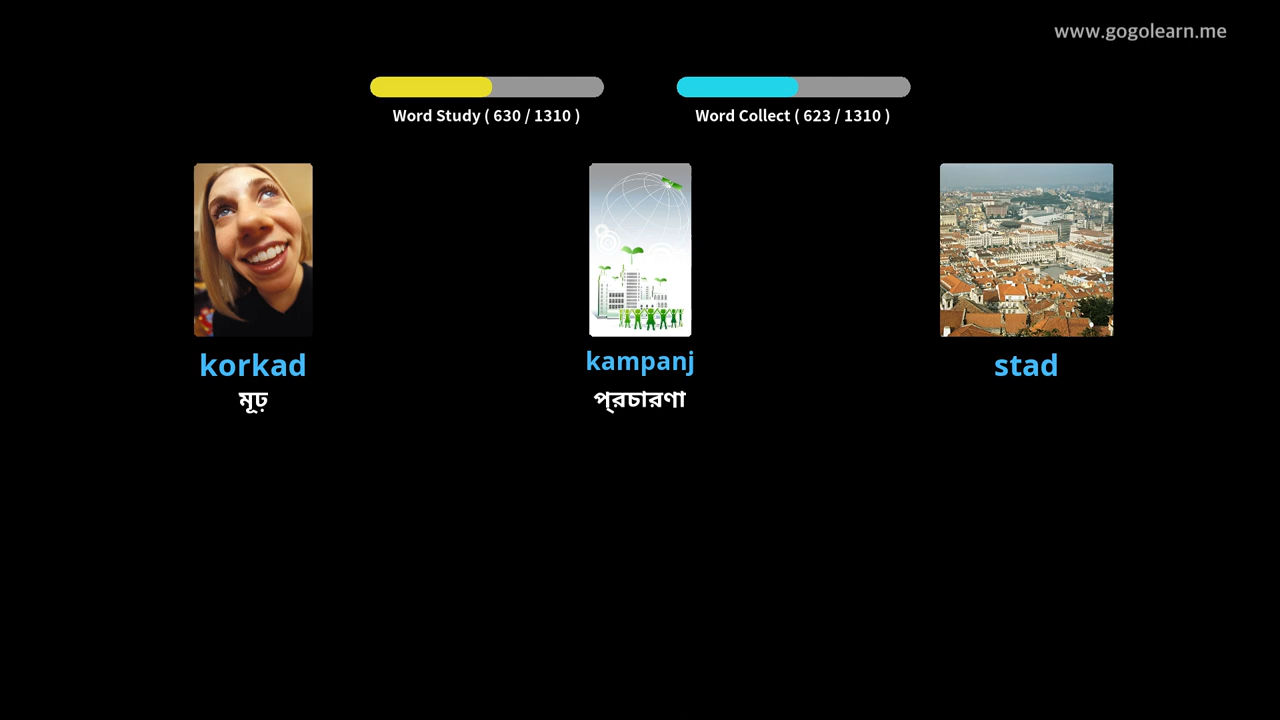 www.gogolearn.me
Word Study ( 630 / 1310 )
Word Collect ( 623 / 1310 )
korkad
kampanj
stad
মূঢ়
প্রচারণা